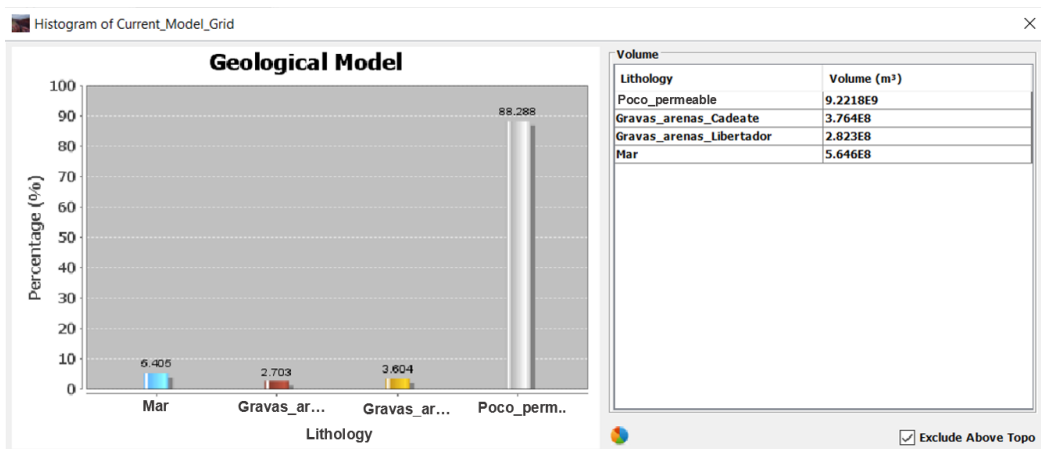 Histogram of Current_Model_Grid
Geological Model
Percentage (%)
100
90
80
70
60
50
40
30
20
10
0
5.405
2.703
3.604
88.288
Mar
Gravas_ar...
Gravas_ar...
Poco_perm..
Lithology
Volume
Lithology Volume (m³)
Poco_permeable 9.2218E9
Gravas_arenas_Cadeate 3.764E8
Gravas_arenas_Libertador 2.823E8
Mar 5.646E8
Exclude Above Topo